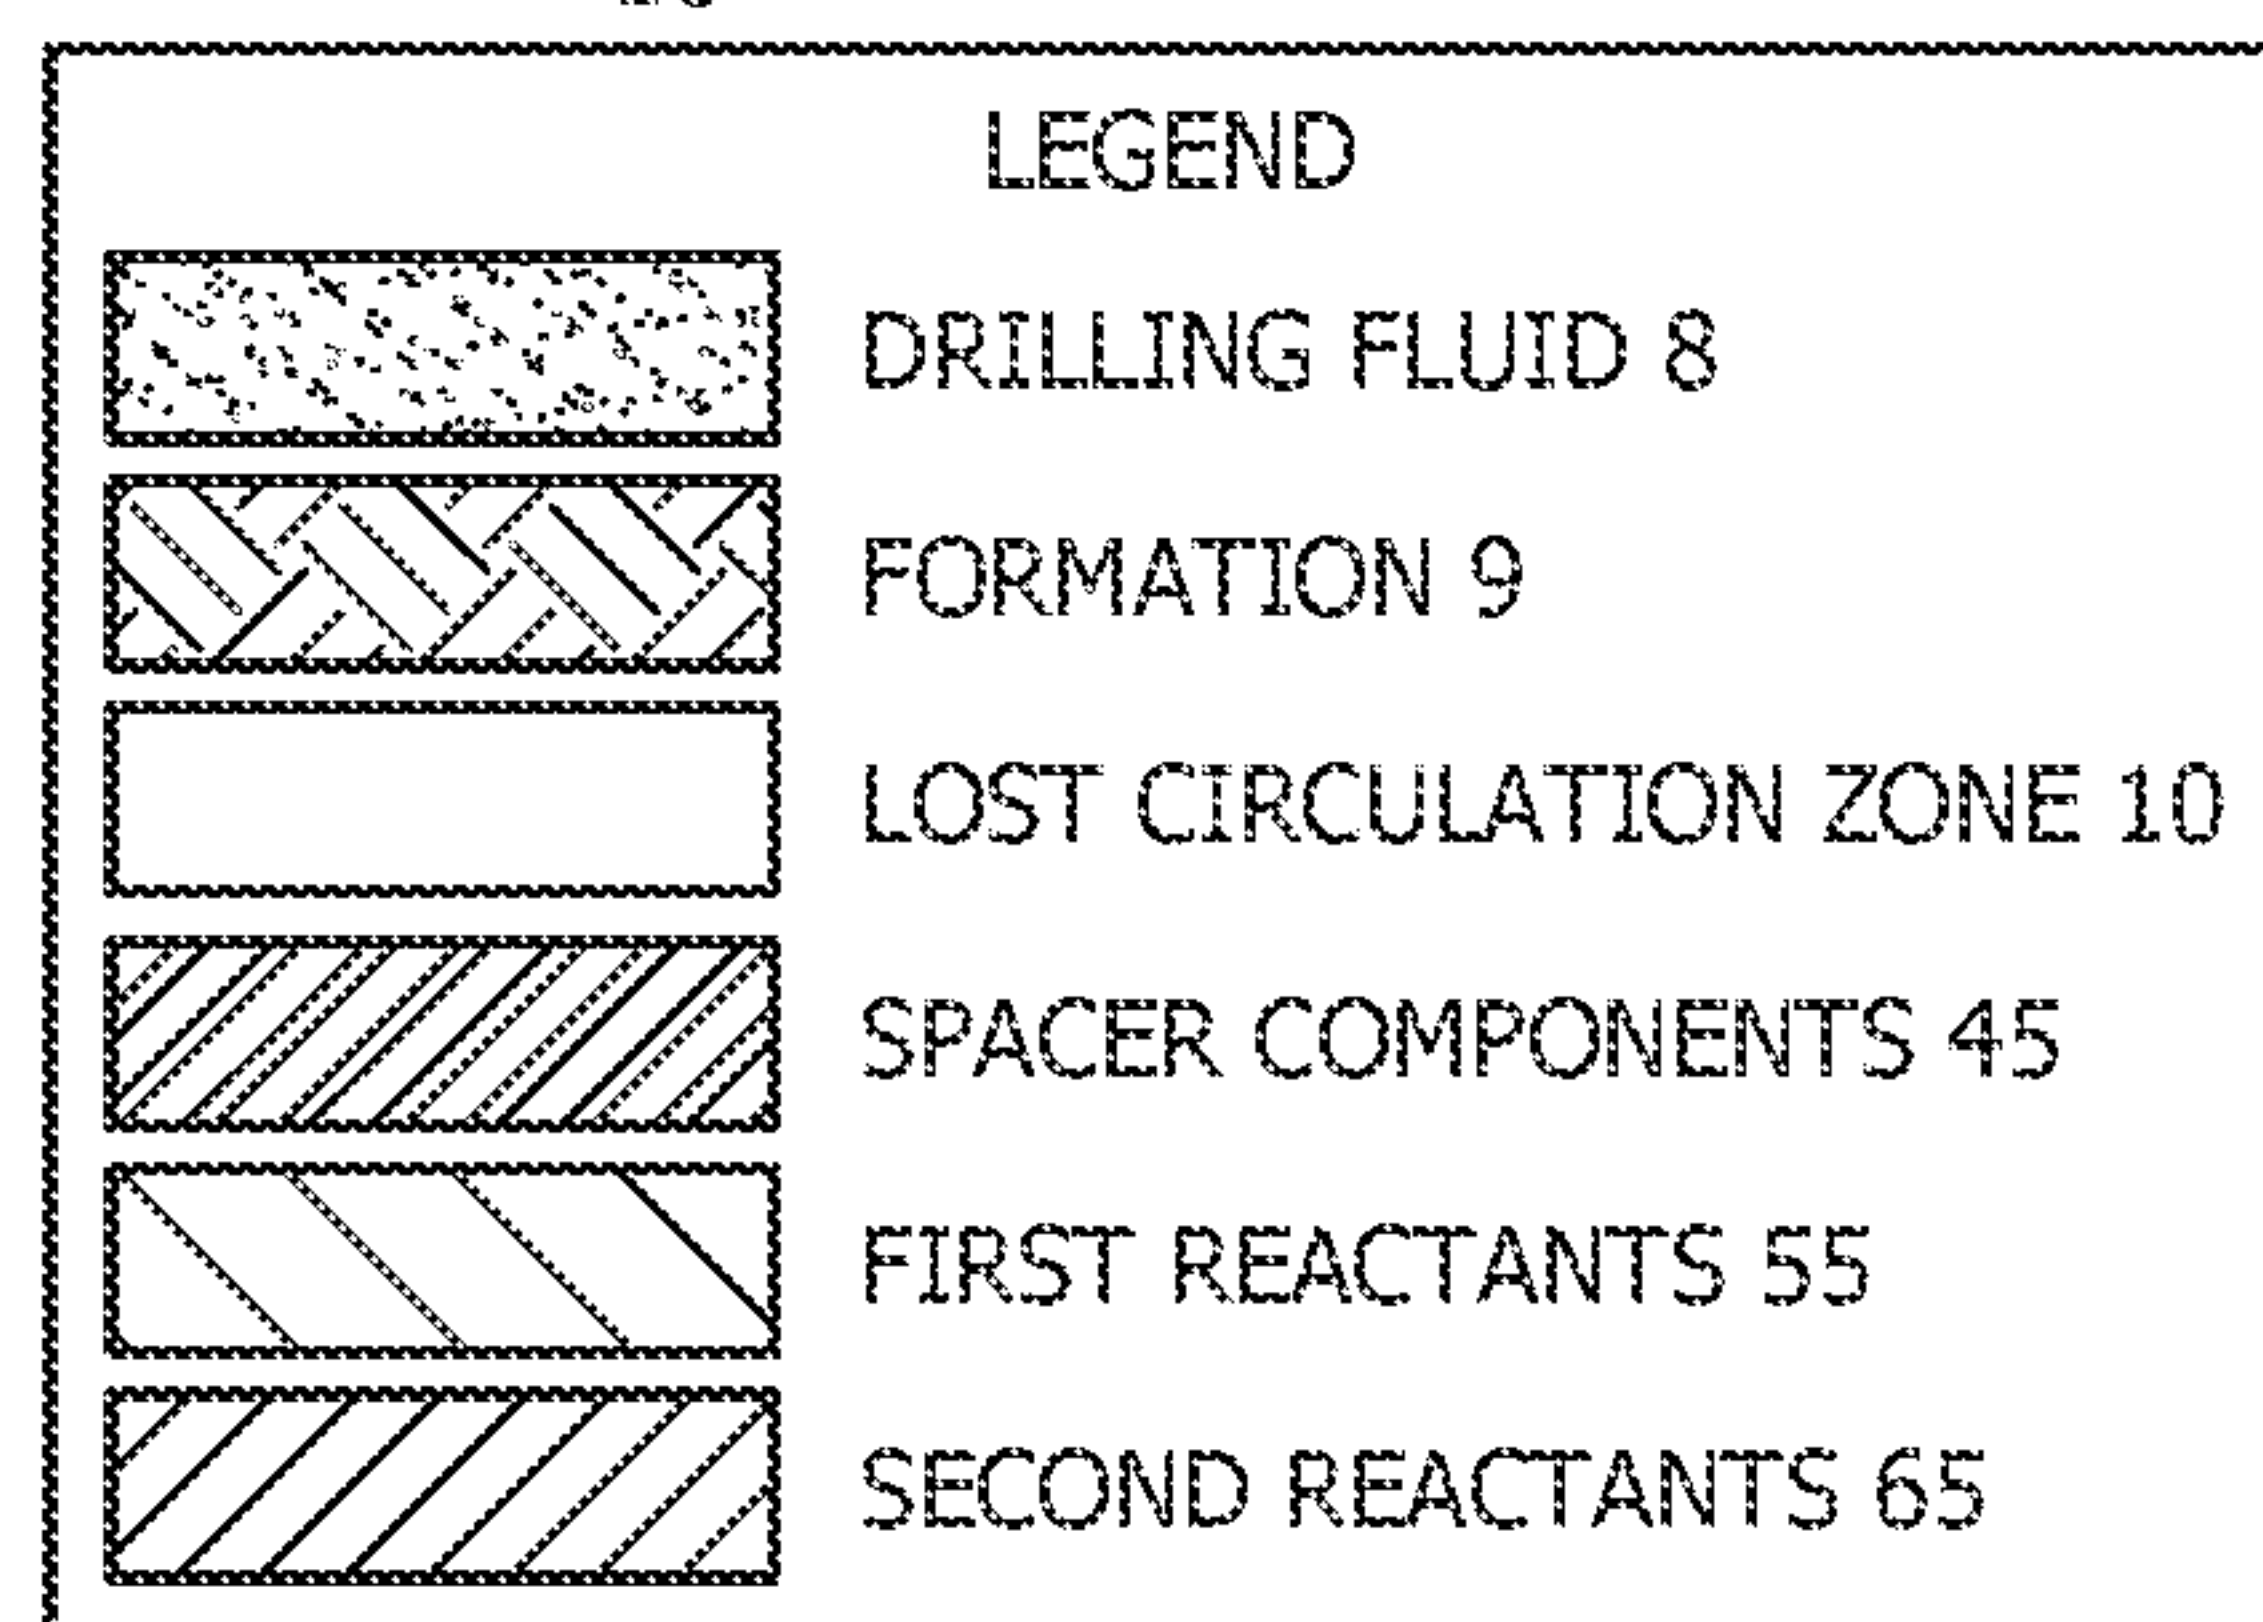 LEGEND
DRILLING FLUID 8
FORMATION 9
LOST CIRCULATION ZONE 10
SPACER COMPONENTS 45
FIRST REACTANTS 55
SECOND REACTANTS 65